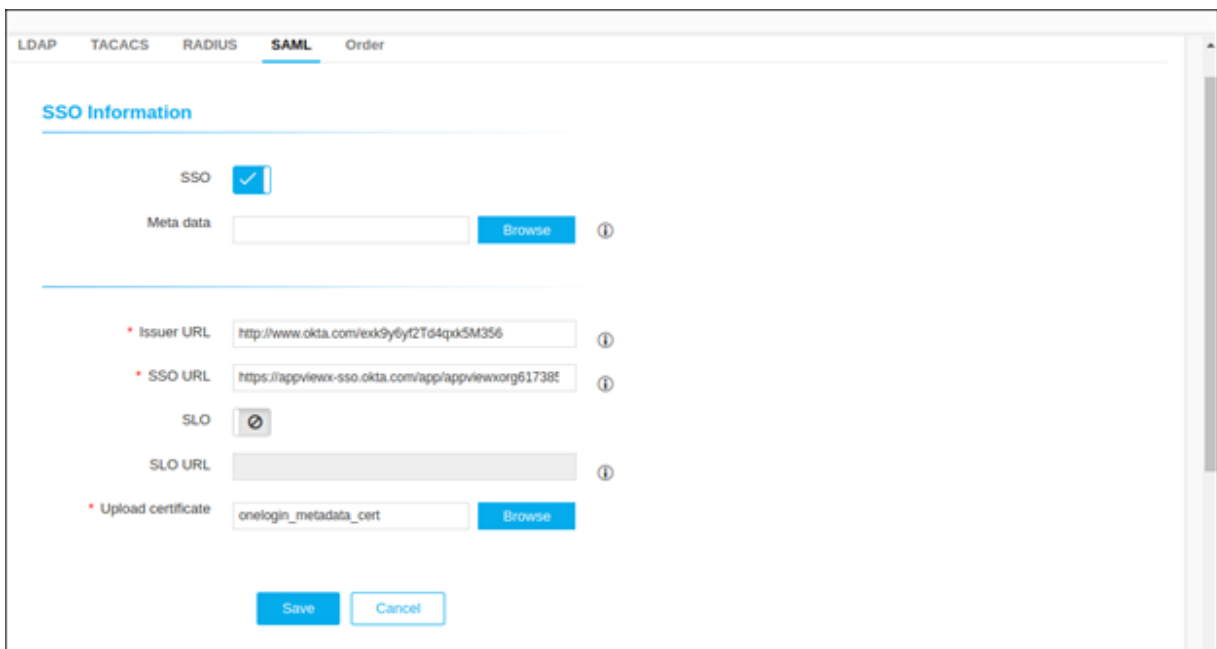 LDAP TACACS RADIUS SAML Order
SSO Information
SSO
Meta data Browse
* Issuer URL http://www.okta.com/exk9y6yf2Td4qxk5M356
* SSO URL https://appviewx-sso.okta.com/app/appviewxorg617385
SLO
SLO URL
* Upload certificate onelogin_metadata_cert Browse
Save Cancel